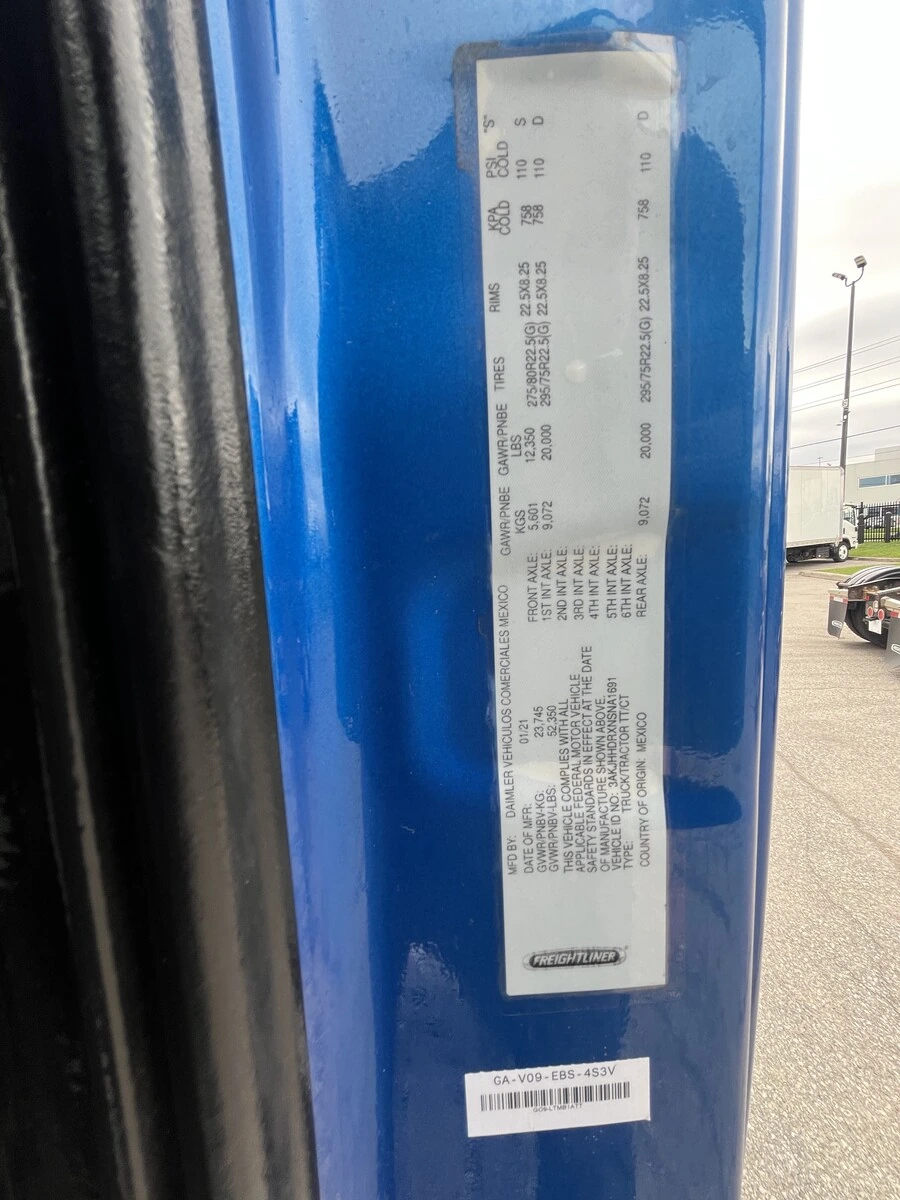 FREIGHTLINER
MFD BY: DAIMLER VEHICULOS COMERCIALES MEXICO
DATE OF MFR: 01/21
GVWR/PNBV-KG: 23,745
GVWR/PNBV-LBS: 52,350
THIS VEHICLE COMPLIES WITH ALL
APPLICABLE FEDERAL MOTOR VEHICLE
SAFETY STANDARDS IN EFFECT AT THE DATE
OF MANUFACTURE SHOWN ABOVE.
VEHICLE ID NO: 3AKJHHDRXNSNA1691
TYPE: TRUCK/TRACTOR TT/CT
COUNTRY OF ORIGIN: MEXICO
GAWR/PNBE KGS GAWR/PNBE LBS TIRES RIMS KPA COLD PSI COLD "S"
FRONT AXLE: 5,601 12,350 275/80R22.5(G) 22.5X8.25 758 110 S
1ST INT AXLE: 9,072 20,000 295/75R22.5(G) 22.5X8.25 758 110 D
2ND INT AXLE:
3RD INT AXLE:
4TH INT AXLE:
5TH INT AXLE:
6TH INT AXLE:
REAR AXLE: 9,072 20,000 295/75R22.5(G) 22.5X8.25 758 110 D
GA-V09-EBS-4S3V